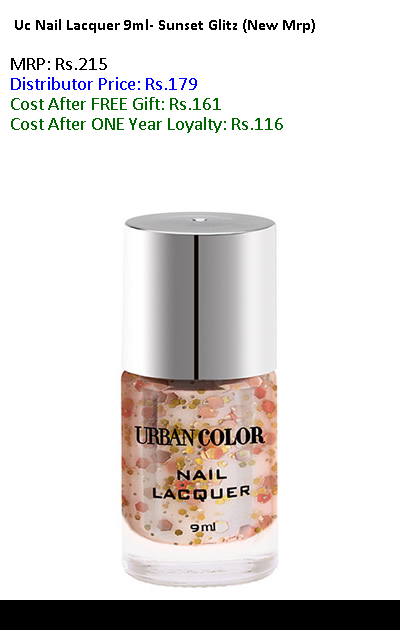 Uc Nail Lacquer 9ml- Sunset Glitz (New Mrp)
MRP: Rs.215
Distributor Price: Rs.179
Cost After FREE Gift: Rs.161
Cost After ONE Year Loyalty: Rs.116
URBAN COLOR
NAIL
LACQUER
9ml